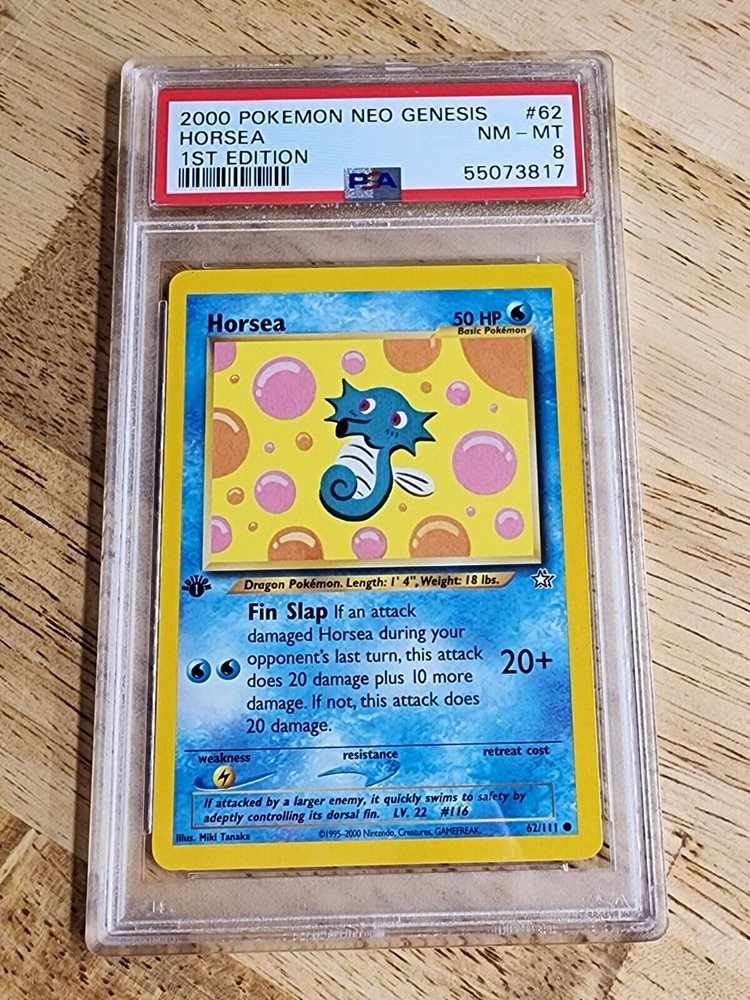 2000 POKEMON NEO GENESIS #62
HORSEA NM - MT
1ST EDITION 8
PSA 55073817
Horsea 50 HP
Basic Pokémon
EDITION 1
Dragon Pokémon. Length: 1' 4", Weight: 18 lbs.
Fin Slap If an attack
damaged Horsea during your
opponent's last turn, this attack
does 20 damage plus 10 more
damage. If not, this attack does
20 damage.
20+
weakness resistance retreat cost
If attacked by a larger enemy, it quickly swims to safety by
adeptly controlling its dorsal fin. LV. 22 #116
Illus. Miki Tanaka ©1995-2000 Nintendo, Creatures, GAMEFREAK. 62/111